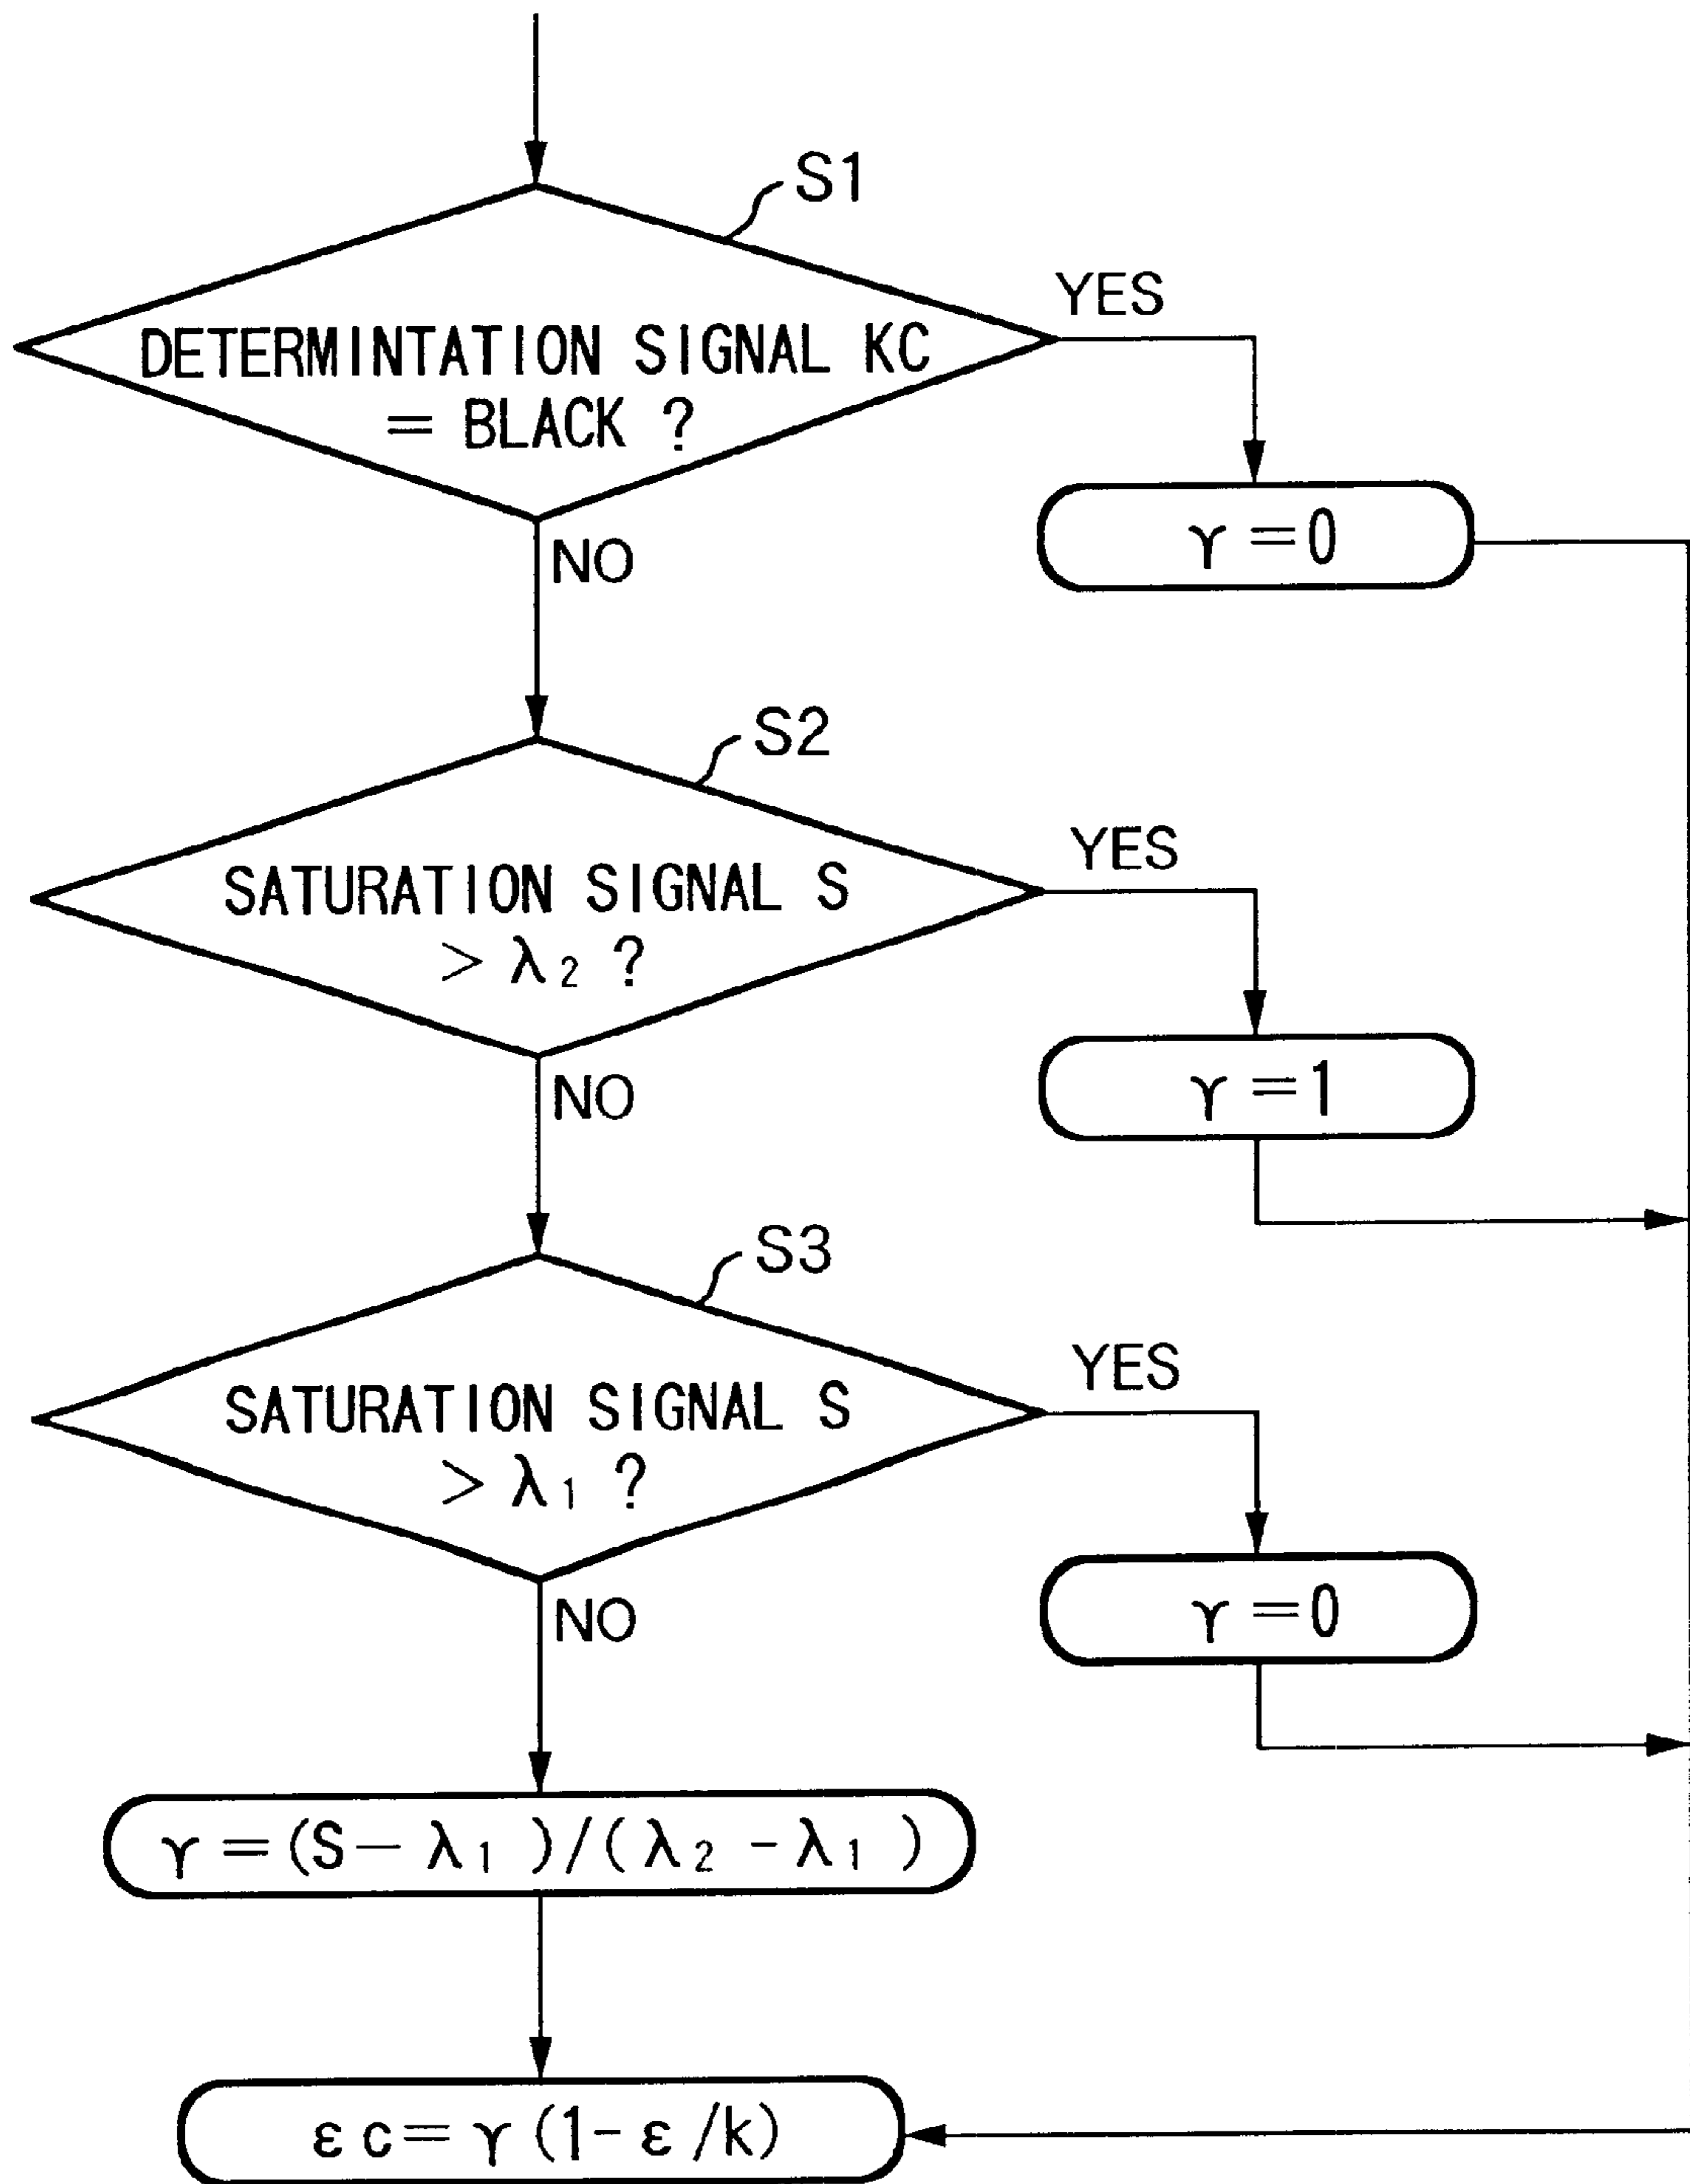 S1
DETERMINTATION SIGNAL KC
= BLACK ?
YES
γ=0
NO
S2
SATURATION SIGNAL S
> λ₂ ?
YES
γ=1
NO
S3
SATURATION SIGNAL S
> λ₁ ?
YES
γ=0
NO
γ=(S-λ₁)/(λ₂-λ₁)
εc=γ(1-ε/k)